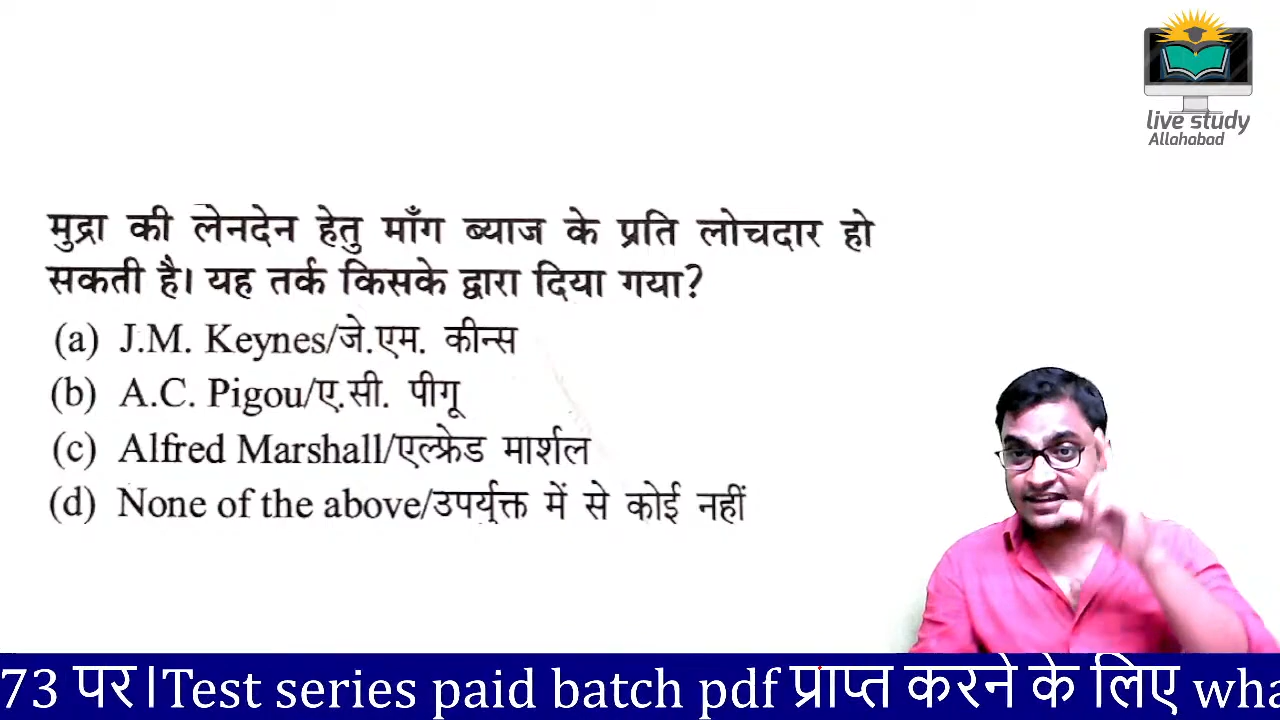 live study
Allahabad
मुद्रा की लेनदेन हेतु माँग ब्याज के प्रति लोचदार हो
सकती है। यह तर्क किसके द्वारा दिया गया?
(a) J.M. Keynes/जे.एम. कीन्स
(b) A.C. Pigou/ए.सी. पीगू
(c) Alfred Marshall/एल्फ्रेड मार्शल
(d) None of the above/उपर्युक्त में से कोई नहीं
73 पर।Test series paid batch pdf प्राप्त करने के लिए wha